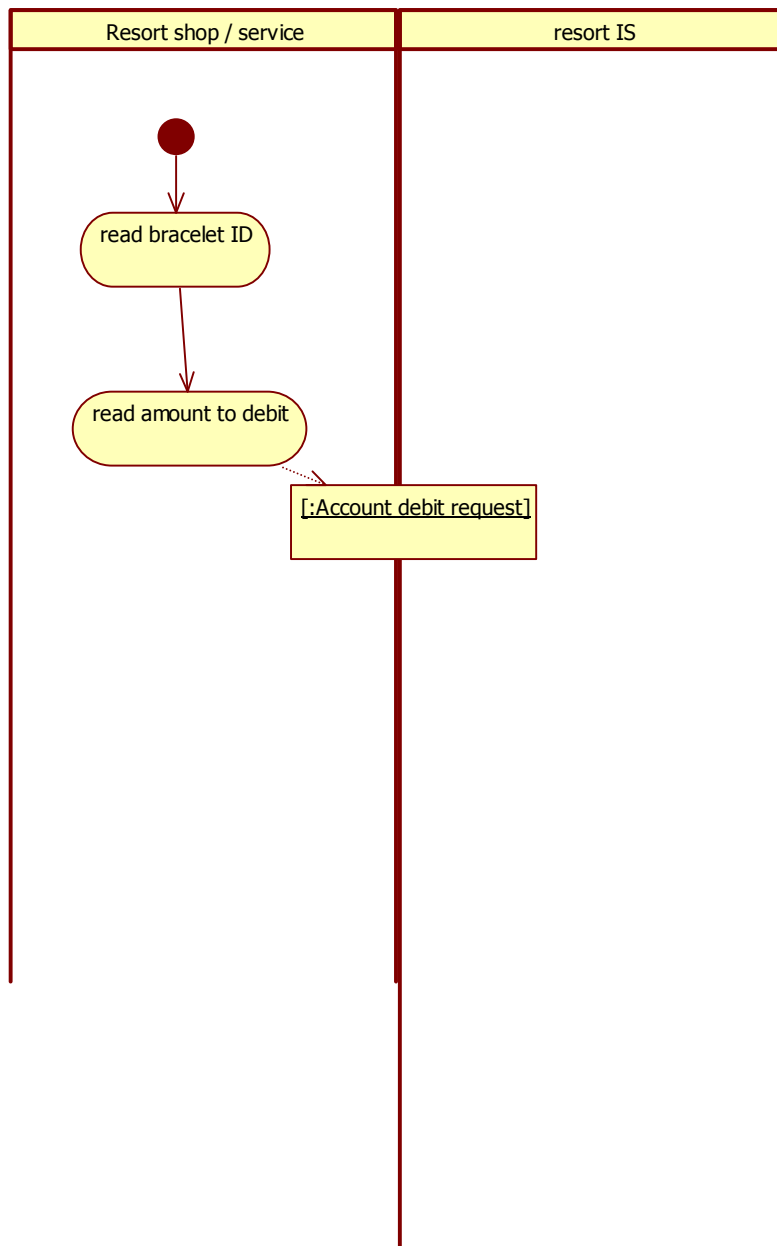 Resort shop / service
resort IS
read bracelet ID
read amount to debit
[:Account debit request]